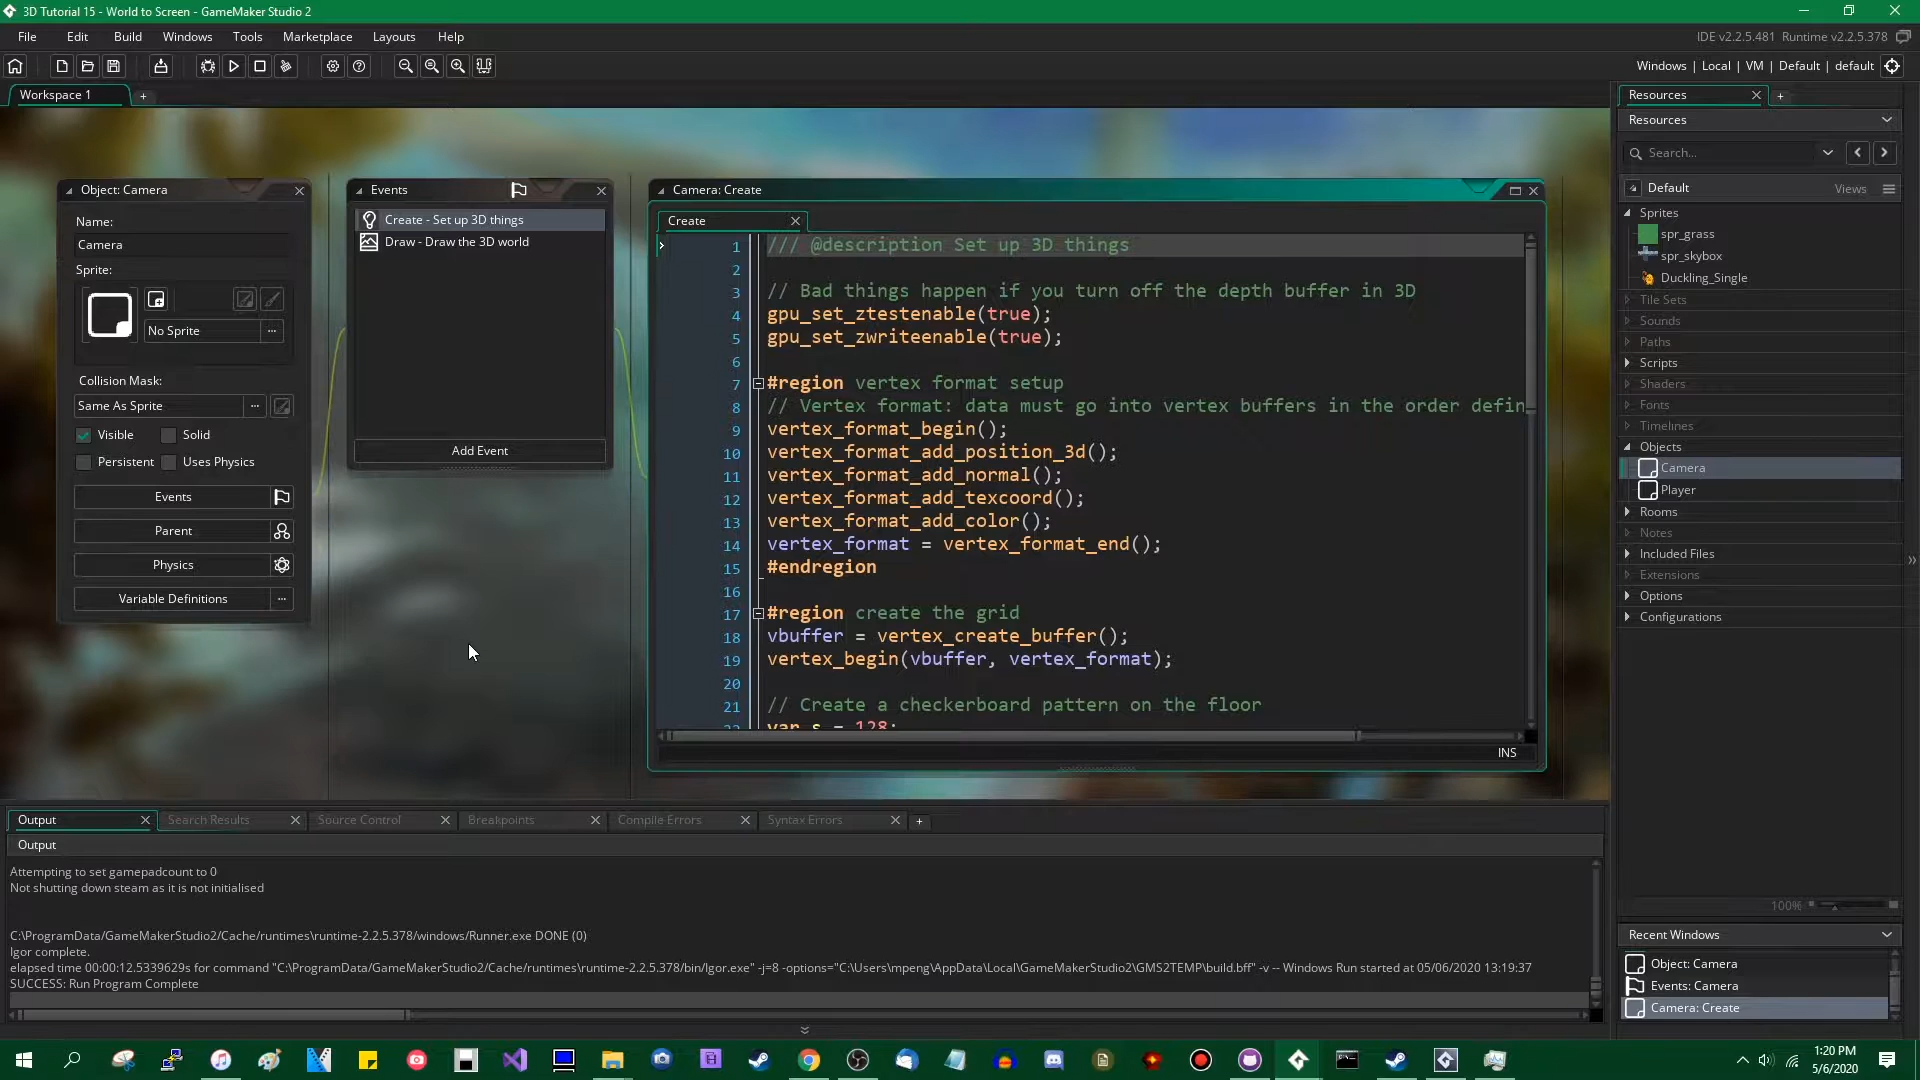 3D Tutorial 15 - World to Screen - GameMaker Studio 2
File Edit Build Windows Tools Marketplace Layouts Help
IDE v2.2.5.481 Runtime v2.2.5.378
Windows | Local | VM | Default | default
Workspace 1
Object: Camera
Name:
Camera
Sprite:
No Sprite
Collision Mask:
Same As Sprite
Visible Solid
Persistent Uses Physics
Events
Parent
Physics
Variable Definitions
Events
Create - Set up 3D things
Draw - Draw the 3D world
Add Event
Camera: Create
Create
1 /// @description Set up 3D things
2
3 // Bad things happen if you turn off the depth buffer in 3D
4 gpu_set_ztestenable(true);
5 gpu_set_zwriteenable(true);
6
7 #region vertex format setup
8 // Vertex format: data must go into vertex buffers in the order defin
9 vertex_format_begin();
10 vertex_format_add_position_3d();
11 vertex_format_add_normal();
12 vertex_format_add_texcoord();
13 vertex_format_add_color();
14 vertex_format = vertex_format_end();
15 #endregion
16
17 #region create the grid
18 vbuffer = vertex_create_buffer();
19 vertex_begin(vbuffer, vertex_format);
20
21 // Create a checkerboard pattern on the floor
22 var s = 128;
INS
Resources
Resources
Search...
Default Views
Sprites
spr_grass
spr_skybox
Duckling_Single
Tile Sets
Sounds
Paths
Scripts
Shaders
Fonts
Timelines
Objects
Camera
Player
Rooms
Notes
Included Files
Extensions
Options
Configurations
100%
Recent Windows
Object: Camera
Events: Camera
Camera: Create
Output Search Results Source Control Breakpoints Compile Errors Syntax Errors
Output
Attempting to set gamepadcount to 0
Not shutting down steam as it is not initialised
C:\ProgramData/GameMakerStudio2/Cache/runtimes\runtime-2.2.5.378/windows/Runner.exe DONE (0)
Igor complete.
elapsed time 00:00:12.5339629s for command "C:\ProgramData/GameMakerStudio2/Cache/runtimes\runtime-2.2.5.378/bin/Igor.exe" -j=8 -options="C:\Users\mpeng\AppData\Local\GameMakerStudio2\GMS2TEMP\build.bff" -v -- Windows Run started at 05/06/2020 13:19:37
SUCCESS: Run Program Complete
1:20 PM
5/6/2020